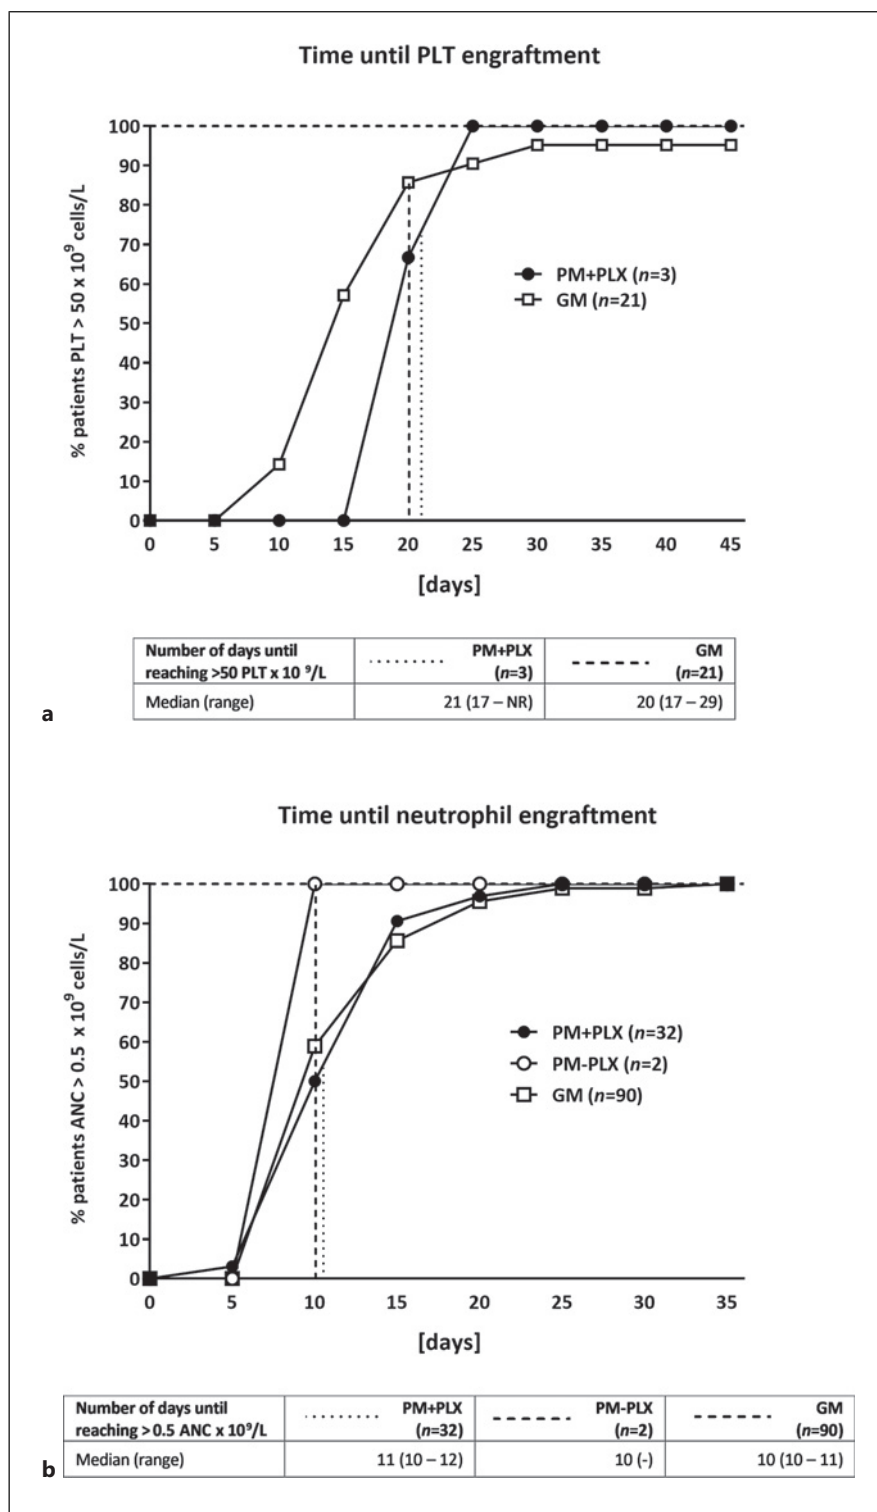 Time until PLT engraftment
% patients PLT > 50 x 10⁹ cells/L
100
90
80
70
60
50
40
30
20
10
0
PM+PLX (n=3)
GM (n=21)
0 5 10 15 20 25 30 35 40 45
[days]
Number of days until reaching >50 PLT x 10 ⁹/L
PM+PLX (n=3)
GM (n=21)
Median (range) 21 (17 – NR) 20 (17 – 29)
a
Time until neutrophil engraftment
% patients ANC > 0.5 x 10⁹ cells/L
100
90
80
70
60
50
40
30
20
10
0
PM+PLX (n=32)
PM-PLX (n=2)
GM (n=90)
0 5 10 15 20 25 30 35
[days]
Number of days until reaching > 0.5 ANC x 10⁹/L
PM+PLX (n=32)
PM-PLX (n=2)
GM (n=90)
Median (range) 11 (10 – 12) 10 (-) 10 (10 – 11)
b